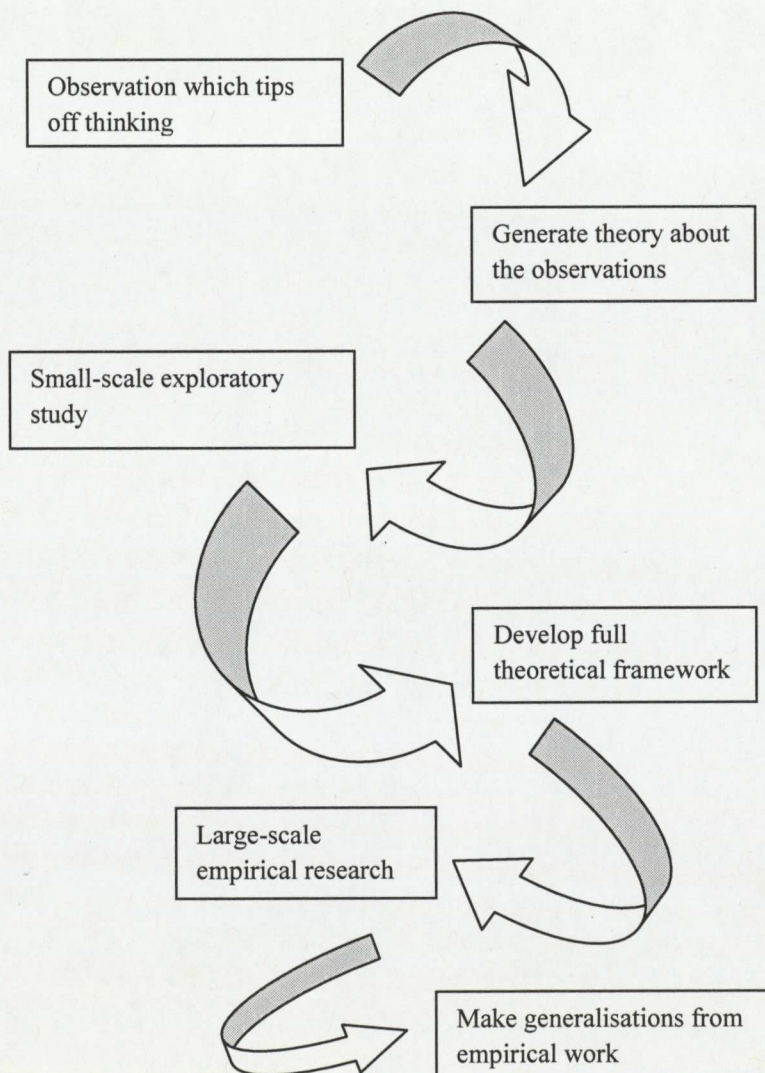 Observation which tips
off thinking
Generate theory about
the observations
Small-scale exploratory
study
Develop full
theoretical framework
Large-scale
empirical research
Make generalisations from
empirical work